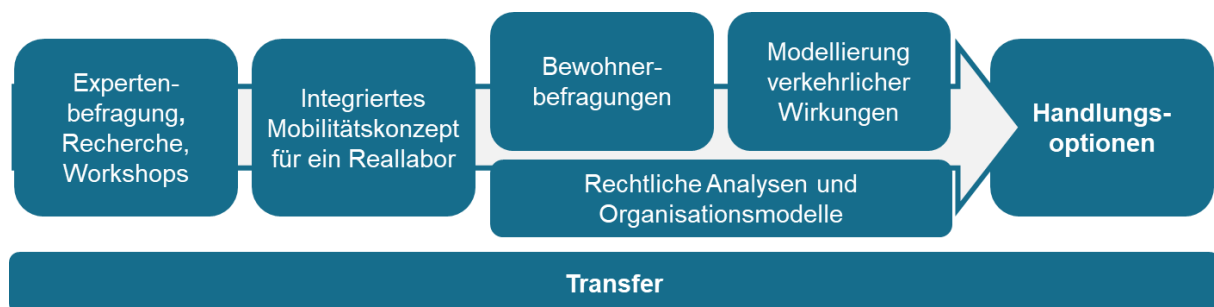 Experten-
befragung,
Recherche,
Workshops
Integriertes
Mobilitätskonzept
für ein Reallabor
Bewohner-
befragungen
Modellierung
verkehrlicher
Wirkungen
Rechtliche Analysen und
Organisationsmodelle
Handlungs-
optionen
Transfer